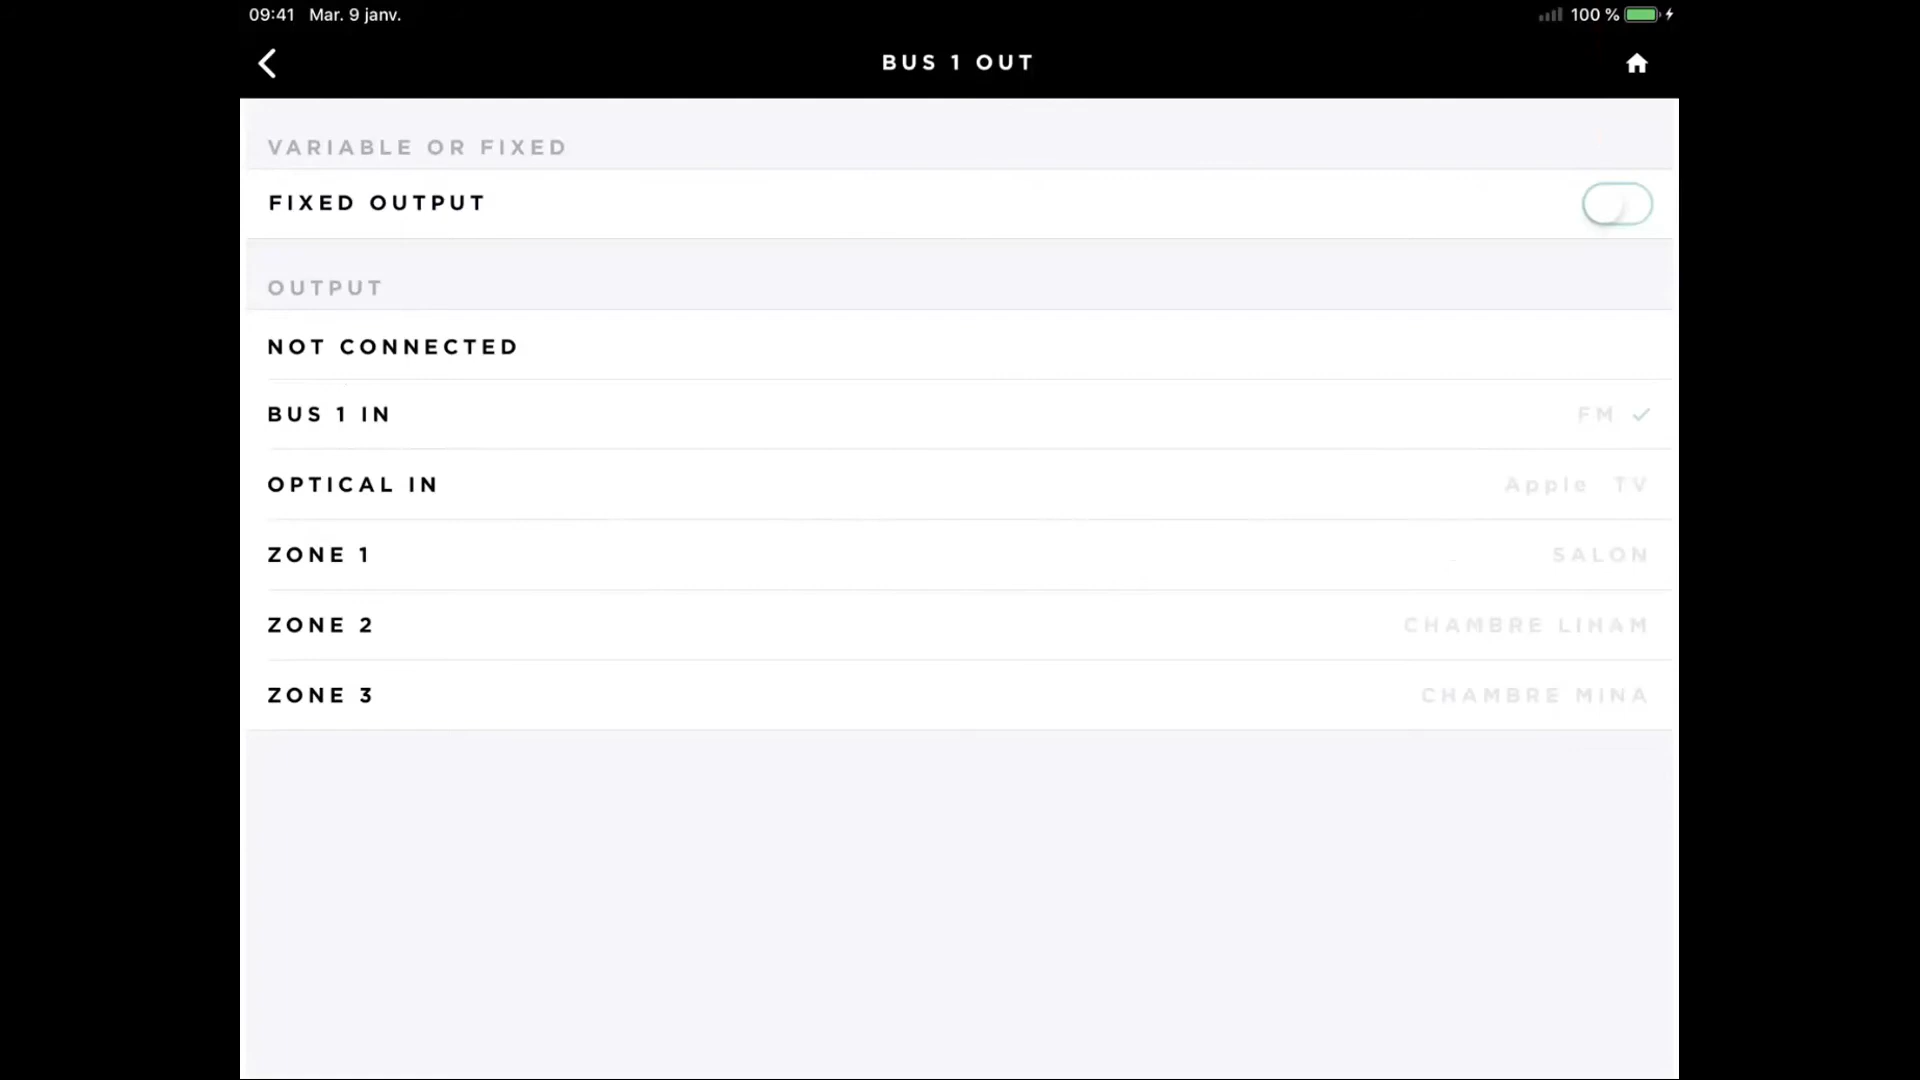 09:41 Mar. 9 janv. 100 %
BUS 1 OUT
VARIABLE OR FIXED
FIXED OUTPUT
OUTPUT
NOT CONNECTED
BUS 1 IN FM
OPTICAL IN Apple TV
ZONE 1 SALON
ZONE 2 CHAMBRE LIHAM
ZONE 3 CHAMBRE MINA